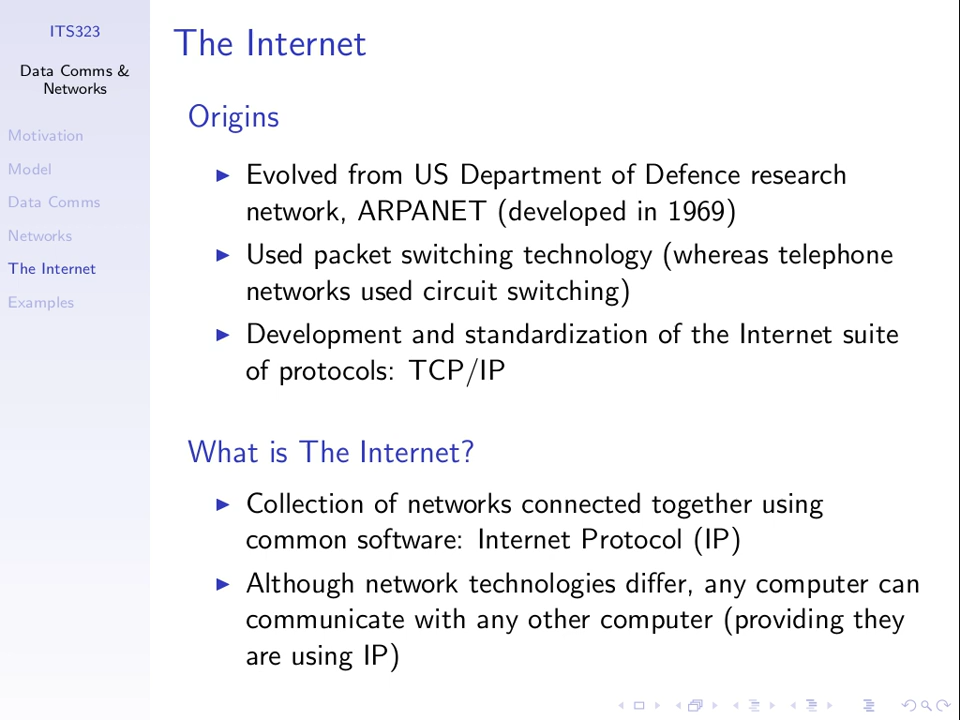 ITS323
Data Comms &
Networks
Motivation
Model
Data Comms
Networks
The Internet
Examples
The Internet
Origins
Evolved from US Department of Defence research
network, ARPANET (developed in 1969)
Used packet switching technology (whereas telephone
networks used circuit switching)
Development and standardization of the Internet suite
of protocols: TCP/IP
What is The Internet?
Collection of networks connected together using
common software: Internet Protocol (IP)
Although network technologies differ, any computer can
communicate with any other computer (providing they
are using IP)